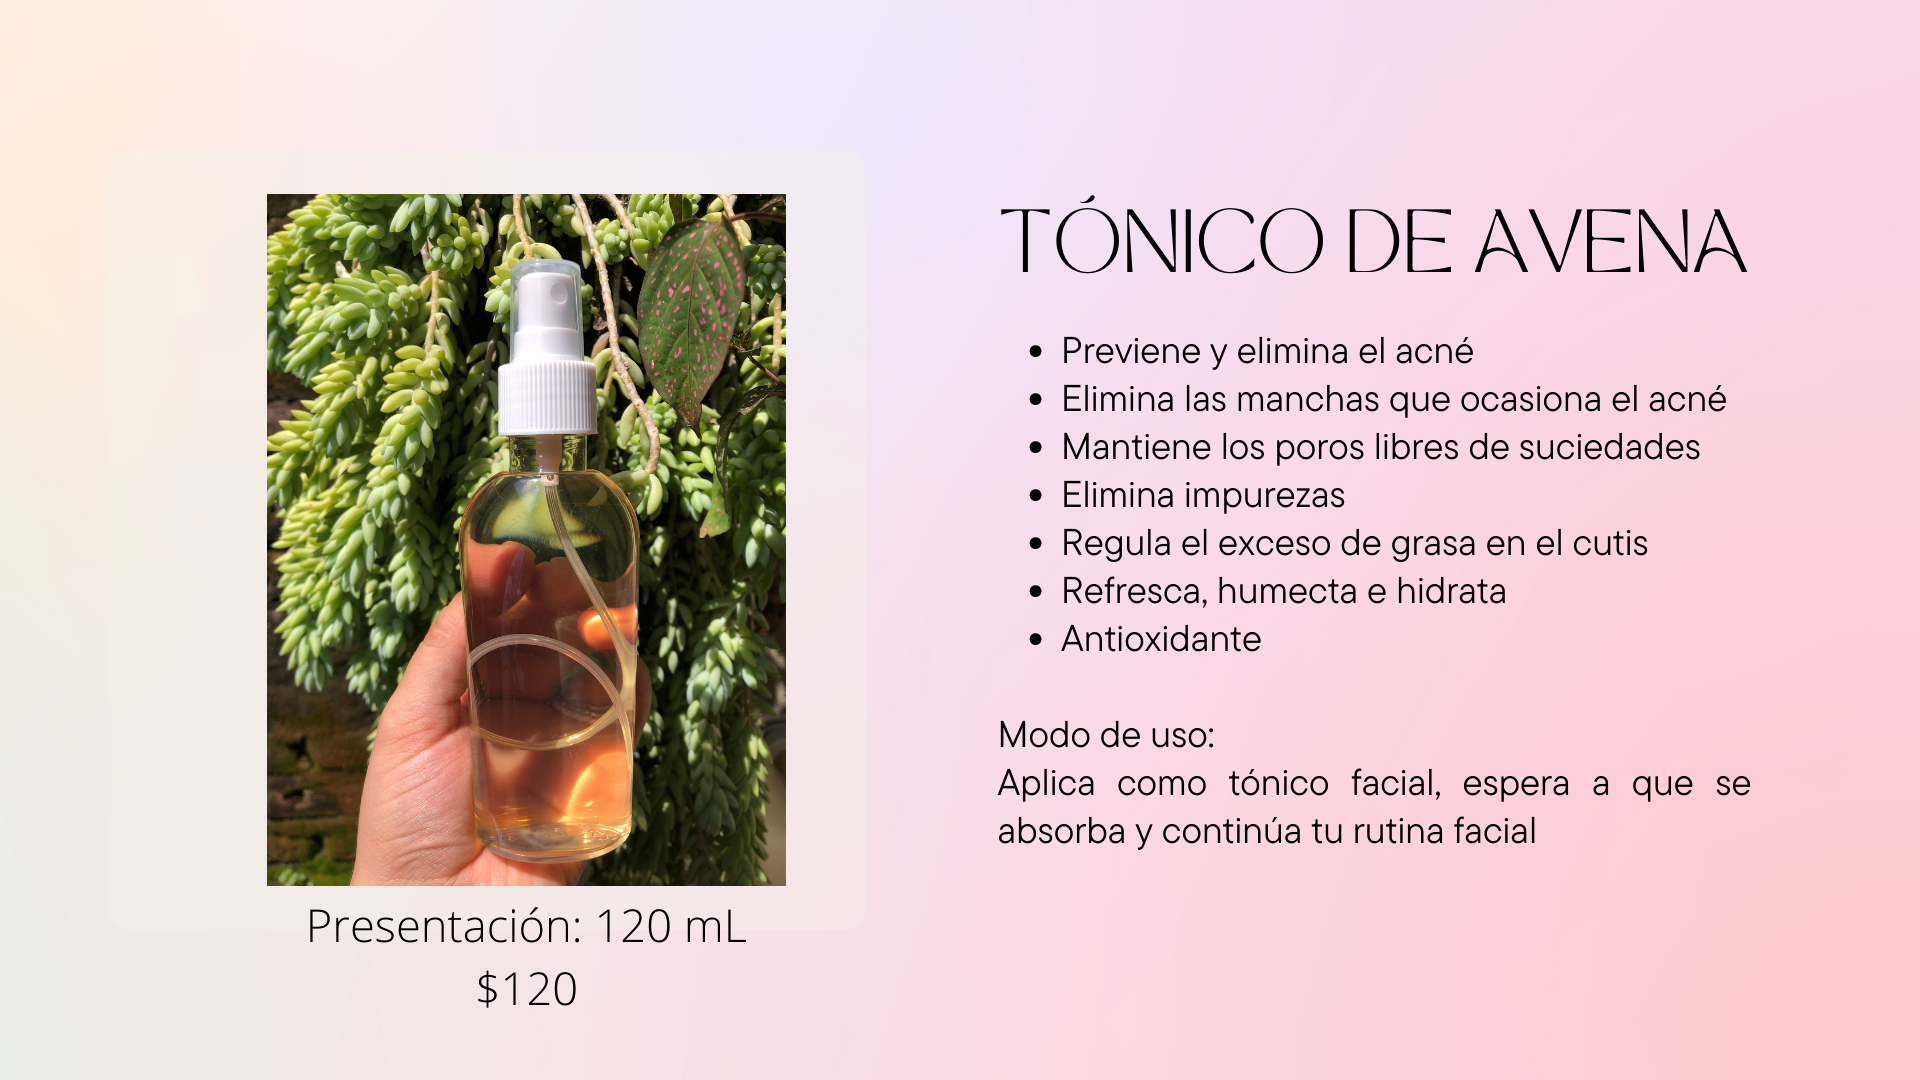 TÓNICO DE AVENA
Previene y elimina el acné
Elimina las manchas que ocasiona el acné
Mantiene los poros libres de suciedades
Elimina impurezas
Regula el exceso de grasa en el cutis
Refresca, humecta e hidrata
Antioxidante
Modo de uso:
Aplica como tónico facial, espera a que se
absorba y continúa tu rutina facial
Presentación: 120 mL
$120